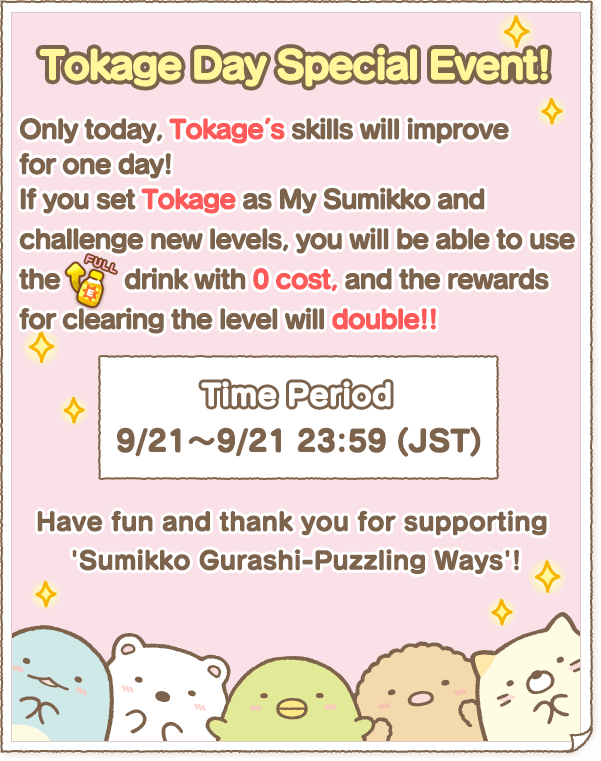 Tokage Day Special Event!
Only today, Tokage's skills will improve
for one day!
If you set Tokage as My Sumikko and
challenge new levels, you will be able to use
the FULL E drink with 0 cost, and the rewards
for clearing the level will double!!
Time Period
9/21～9/21 23:59 (JST)
Have fun and thank you for supporting
'Sumikko Gurashi-Puzzling Ways'!